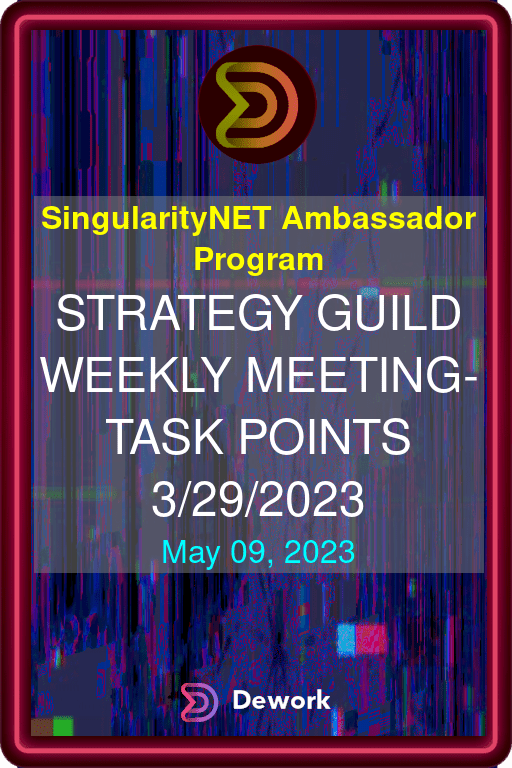 SingularityNET Ambassador
Program
STRATEGY GUILD
WEEKLY MEETING-
TASK POINTS
3/29/2023
May 09, 2023
Dework